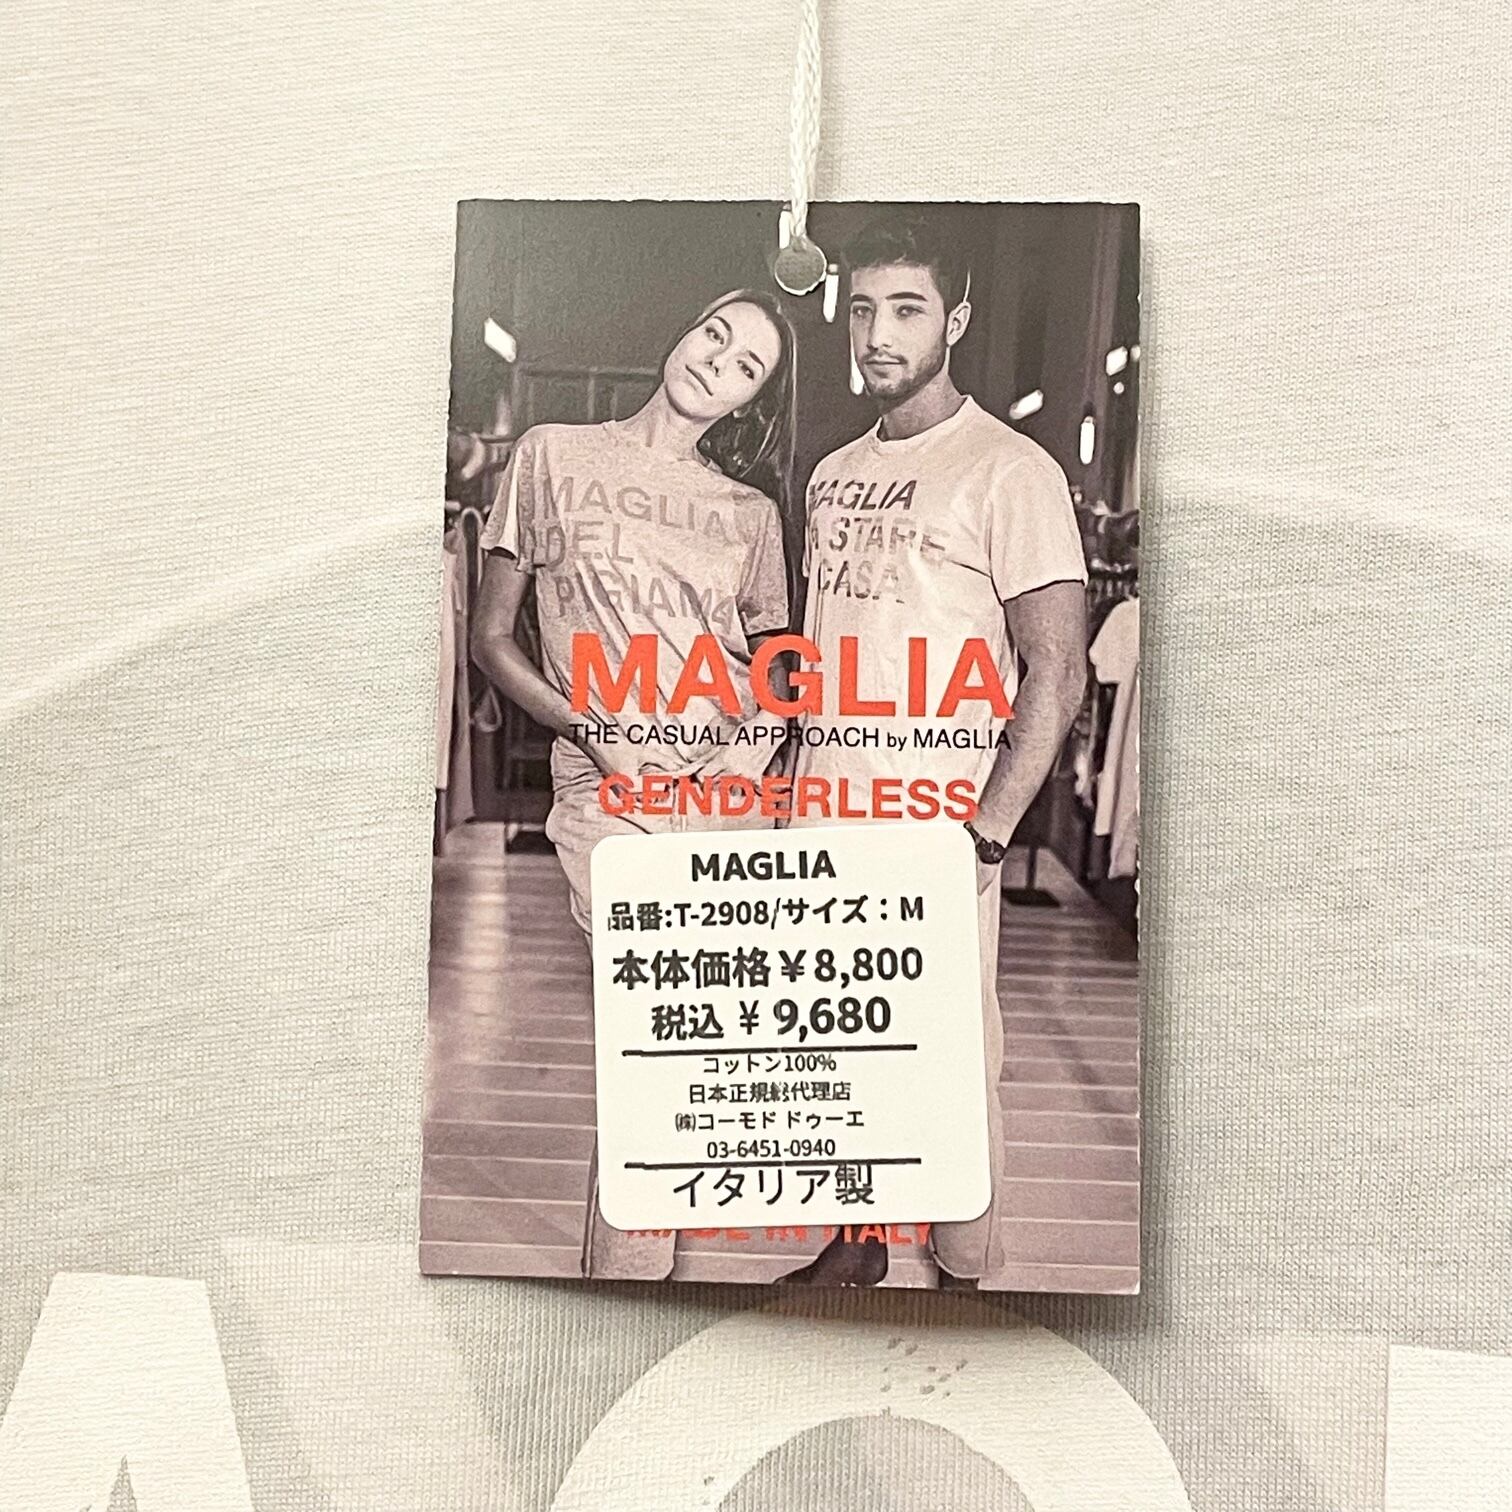 MAGLIA
DEL
PIGIAMA
MAGLIA
STARE
CASA
MAGLIA
THE CASUAL APPROACH by MAGLIA
GENDERLESS
MAGLIA
品番:T-2908/サイズ：M
本体価格￥8,800
税込 ￥9,680
コットン100%
日本正規総代理店
㈱コーモド ドゥーエ
03-6451-0940
イタリア製
MADE IN ITALY